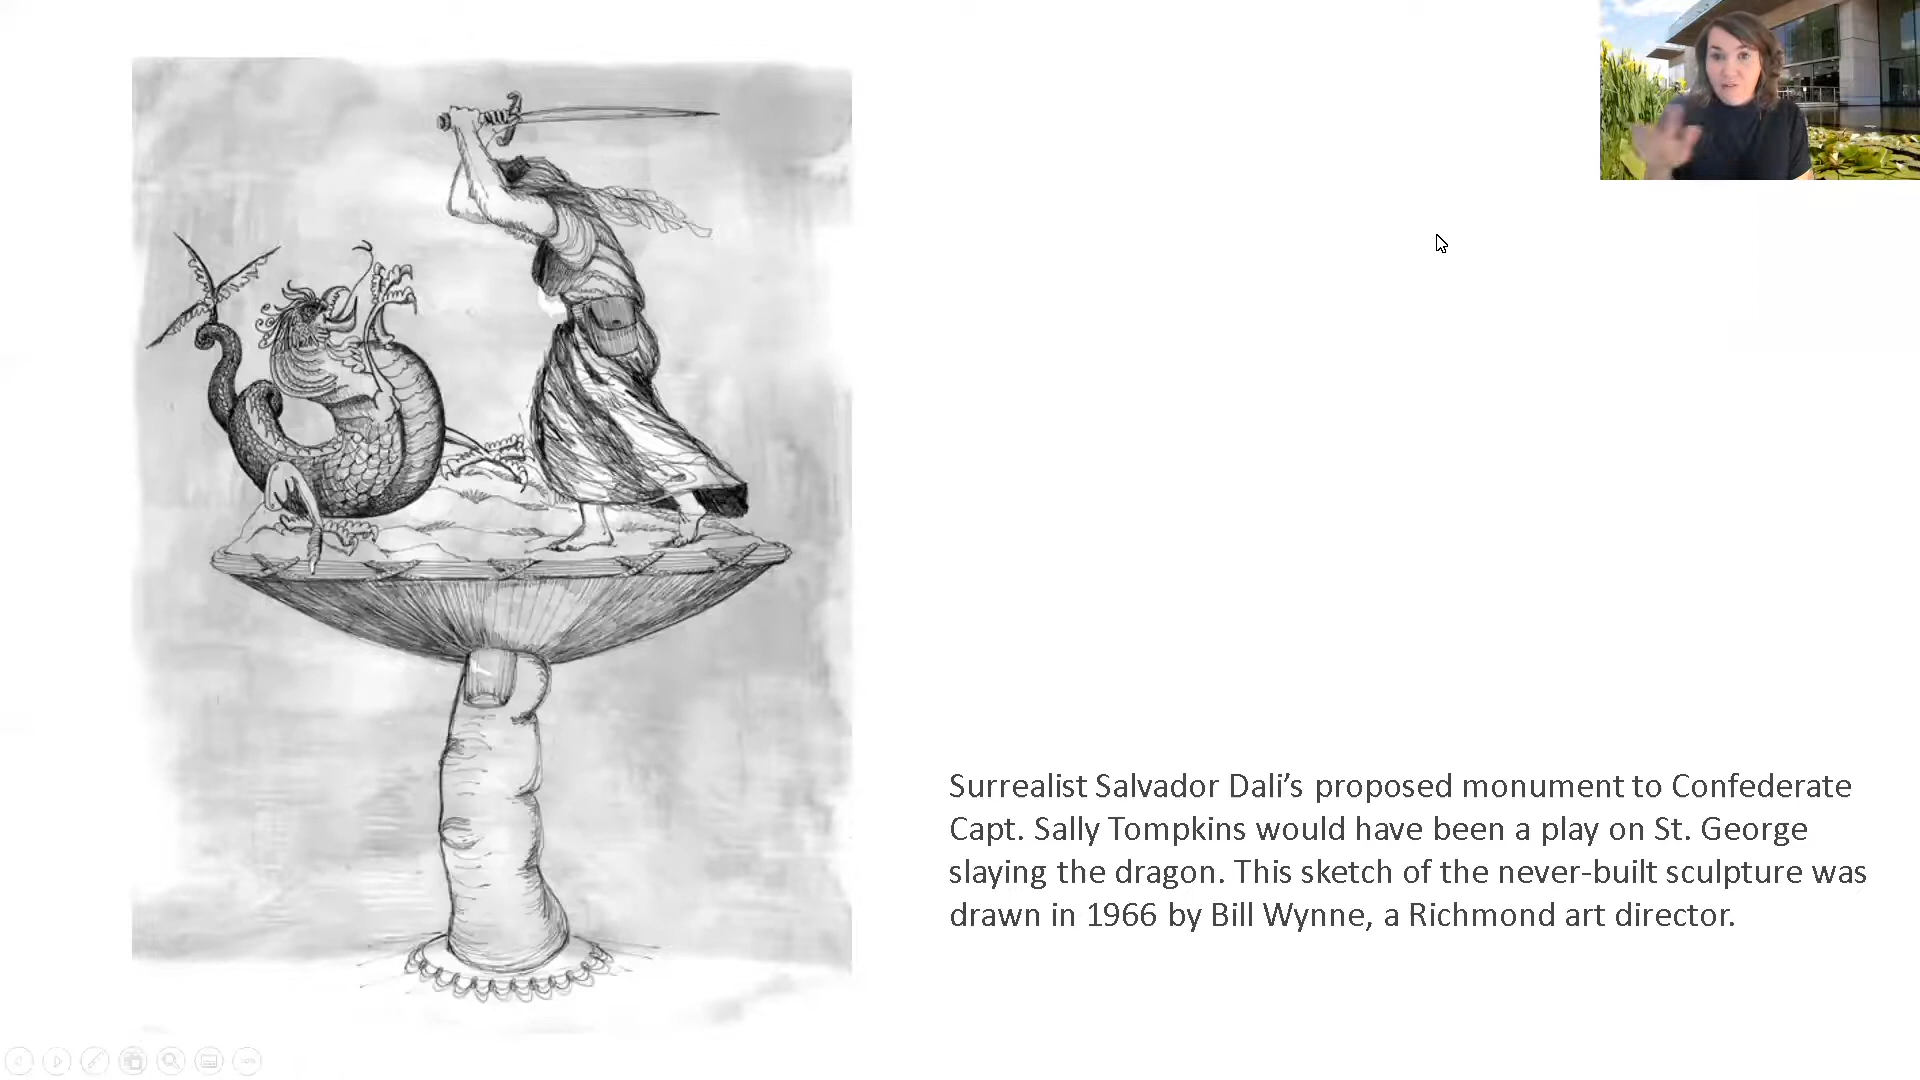 Surrealist Salvador Dali’s proposed monument to Confederate
Capt. Sally Tompkins would have been a play on St. George
slaying the dragon. This sketch of the never-built sculpture was
drawn in 1966 by Bill Wynne, a Richmond art director.